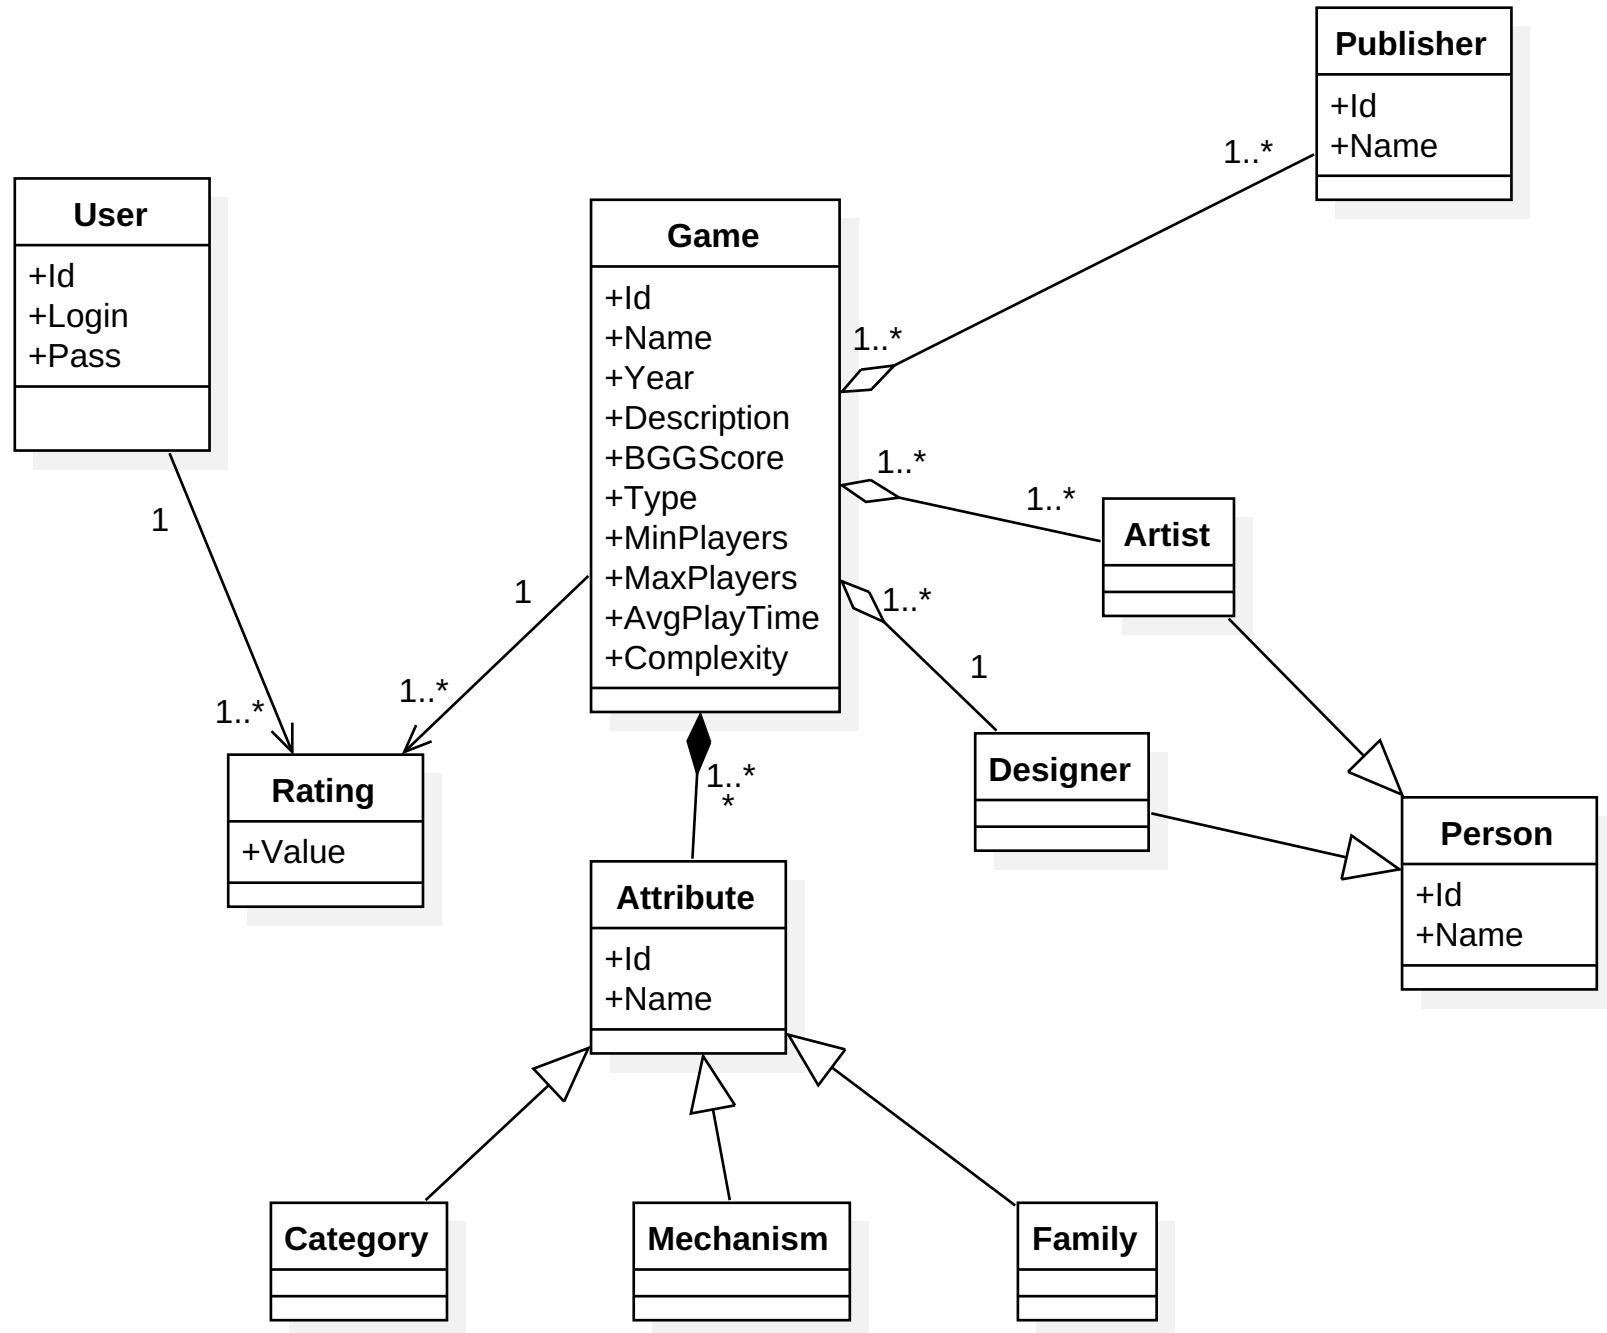 Publisher
+Id
+Name
1..*
User
+Id
+Login
+Pass
Game
+Id
+Name
+Year
+Description
+BGGScore
+Type
+MinPlayers
+MaxPlayers
+AvgPlayTime
+Complexity
1..*
1..*
1..*
Artist
1..*
1
Designer
1
1..*
1
1..*
Rating
+Value
1..*
*
Attribute
+Id
+Name
Person
+Id
+Name
Category
Mechanism
Family